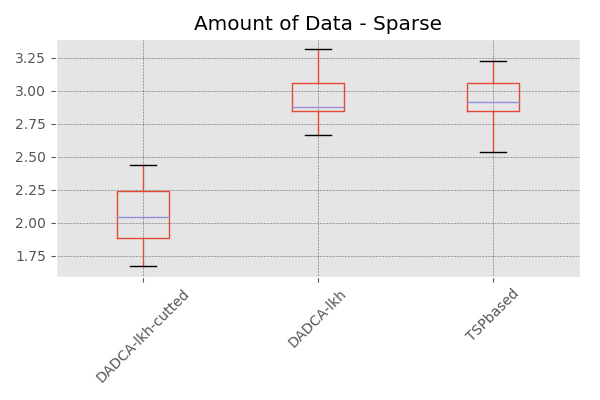 Amount of Data - Sparse
3.25
3.00
2.75
2.50
2.25
2.00
1.75
DADCA-lkh-cutted
DADCA-lkh
TSPbased